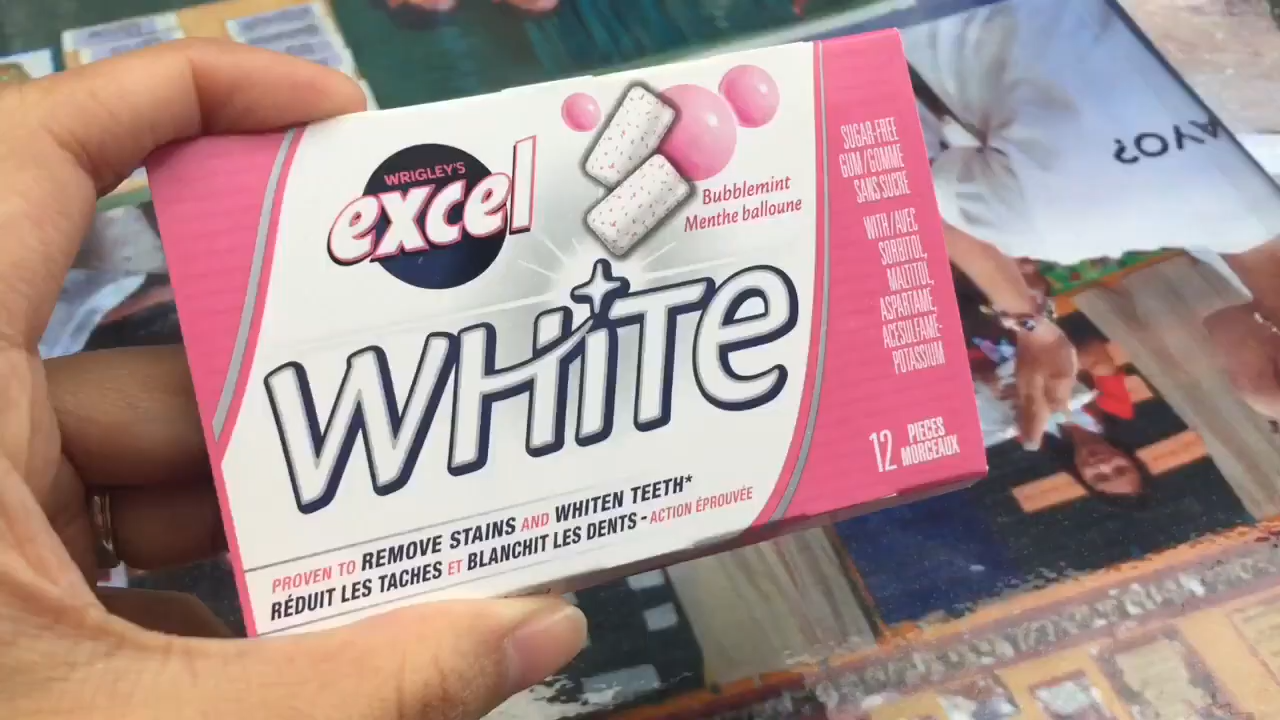 WRIGLEY'S
excel
Bubblemint
Menthe balloune
WHiTe
PROVEN TO REMOVE STAINS AND WHITEN TEETH*
RÉDUIT LES TACHES ET BLANCHIT LES DENTS - ACTION ÉPROUVÉE
SUGAR-FREE
GUM/GOMME
SANS SUCRE
WITH/AVEC
SORBITOL,
MALTITOL,
ASPARTAME,
ACESULFAME-
POTASSIUM
12 PIECES
MORCEAUX
AYO?